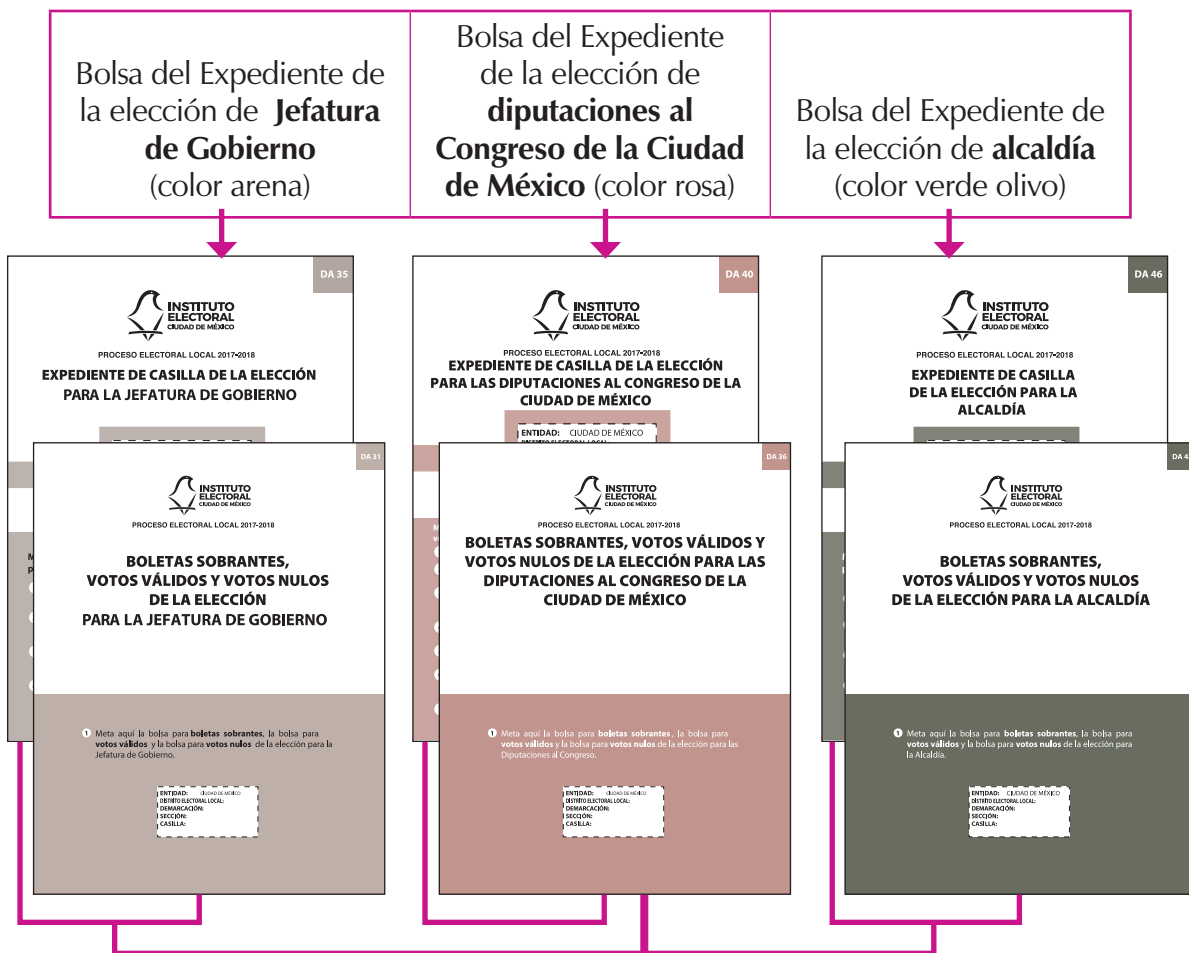 Bolsa del Expediente de
la elección de Jefatura
de Gobierno
(color arena)
Bolsa del Expediente
de la elección de
diputaciones al
Congreso de la Ciudad
de México (color rosa)
Bolsa del Expediente de
la elección de alcaldía
(color verde olivo)
DA 35
INSTITUTO
ELECTORAL
CIUDAD DE MÉXICO
PROCESO ELECTORAL LOCAL 2017-2018
EXPEDIENTE DE CASILLA DE LA ELECCIÓN
PARA LA JEFATURA DE GOBIERNO
DA 40
INSTITUTO
ELECTORAL
CIUDAD DE MÉXICO
PROCESO ELECTORAL LOCAL 2017-2018
EXPEDIENTE DE CASILLA DE LA ELECCIÓN
PARA LAS DIPUTACIONES AL CONGRESO DE LA
CIUDAD DE MÉXICO
ENTIDAD: CIUDAD DE MÉXICO
DISTRITO ELECTORAL LOCAL:
DA 46
INSTITUTO
ELECTORAL
CIUDAD DE MÉXICO
PROCESO ELECTORAL LOCAL 2017-2018
EXPEDIENTE DE CASILLA
DE LA ELECCIÓN PARA LA
ALCALDÍA
DA 31
INSTITUTO
ELECTORAL
CIUDAD DE MÉXICO
PROCESO ELECTORAL LOCAL 2017-2018
BOLETAS SOBRANTES,
VOTOS VÁLIDOS Y VOTOS NULOS
DE LA ELECCIÓN
PARA LA JEFATURA DE GOBIERNO
1 Meta aquí la bolsa para boletas sobrantes, la bolsa para
votos válidos y la bolsa para votos nulos de la elección para la
Jefatura de Gobierno.
ENTIDAD: CIUDAD DE MÉXICO
DISTRITO ELECTORAL LOCAL:
DEMARCACIÓN:
SECCIÓN:
CASILLA:
DA 36
INSTITUTO
ELECTORAL
CIUDAD DE MÉXICO
PROCESO ELECTORAL LOCAL 2017-2018
BOLETAS SOBRANTES, VOTOS VÁLIDOS Y
VOTOS NULOS DE LA ELECCIÓN PARA LAS
DIPUTACIONES AL CONGRESO DE LA
CIUDAD DE MÉXICO
1 Meta aquí la bolsa para boletas sobrantes, la bolsa para
votos válidos y la bolsa para votos nulos de la elección para las
Diputaciones al Congreso.
ENTIDAD: CIUDAD DE MÉXICO
DISTRITO ELECTORAL LOCAL:
DEMARCACIÓN:
SECCIÓN:
CASILLA:
INSTITUTO
ELECTORAL
CIUDAD DE MÉXICO
PROCESO ELECTORAL LOCAL 2017-2018
BOLETAS SOBRANTES,
VOTOS VÁLIDOS Y VOTOS NULOS
DE LA ELECCIÓN PARA LA ALCALDÍA
1 Meta aquí la bolsa para boletas sobrantes, la bolsa para
votos válidos y la bolsa para votos nulos de la elección para
la Alcaldía.
ENTIDAD: CIUDAD DE MÉXICO
DISTRITO ELECTORAL LOCAL:
DEMARCACIÓN:
SECCIÓN:
CASILLA: